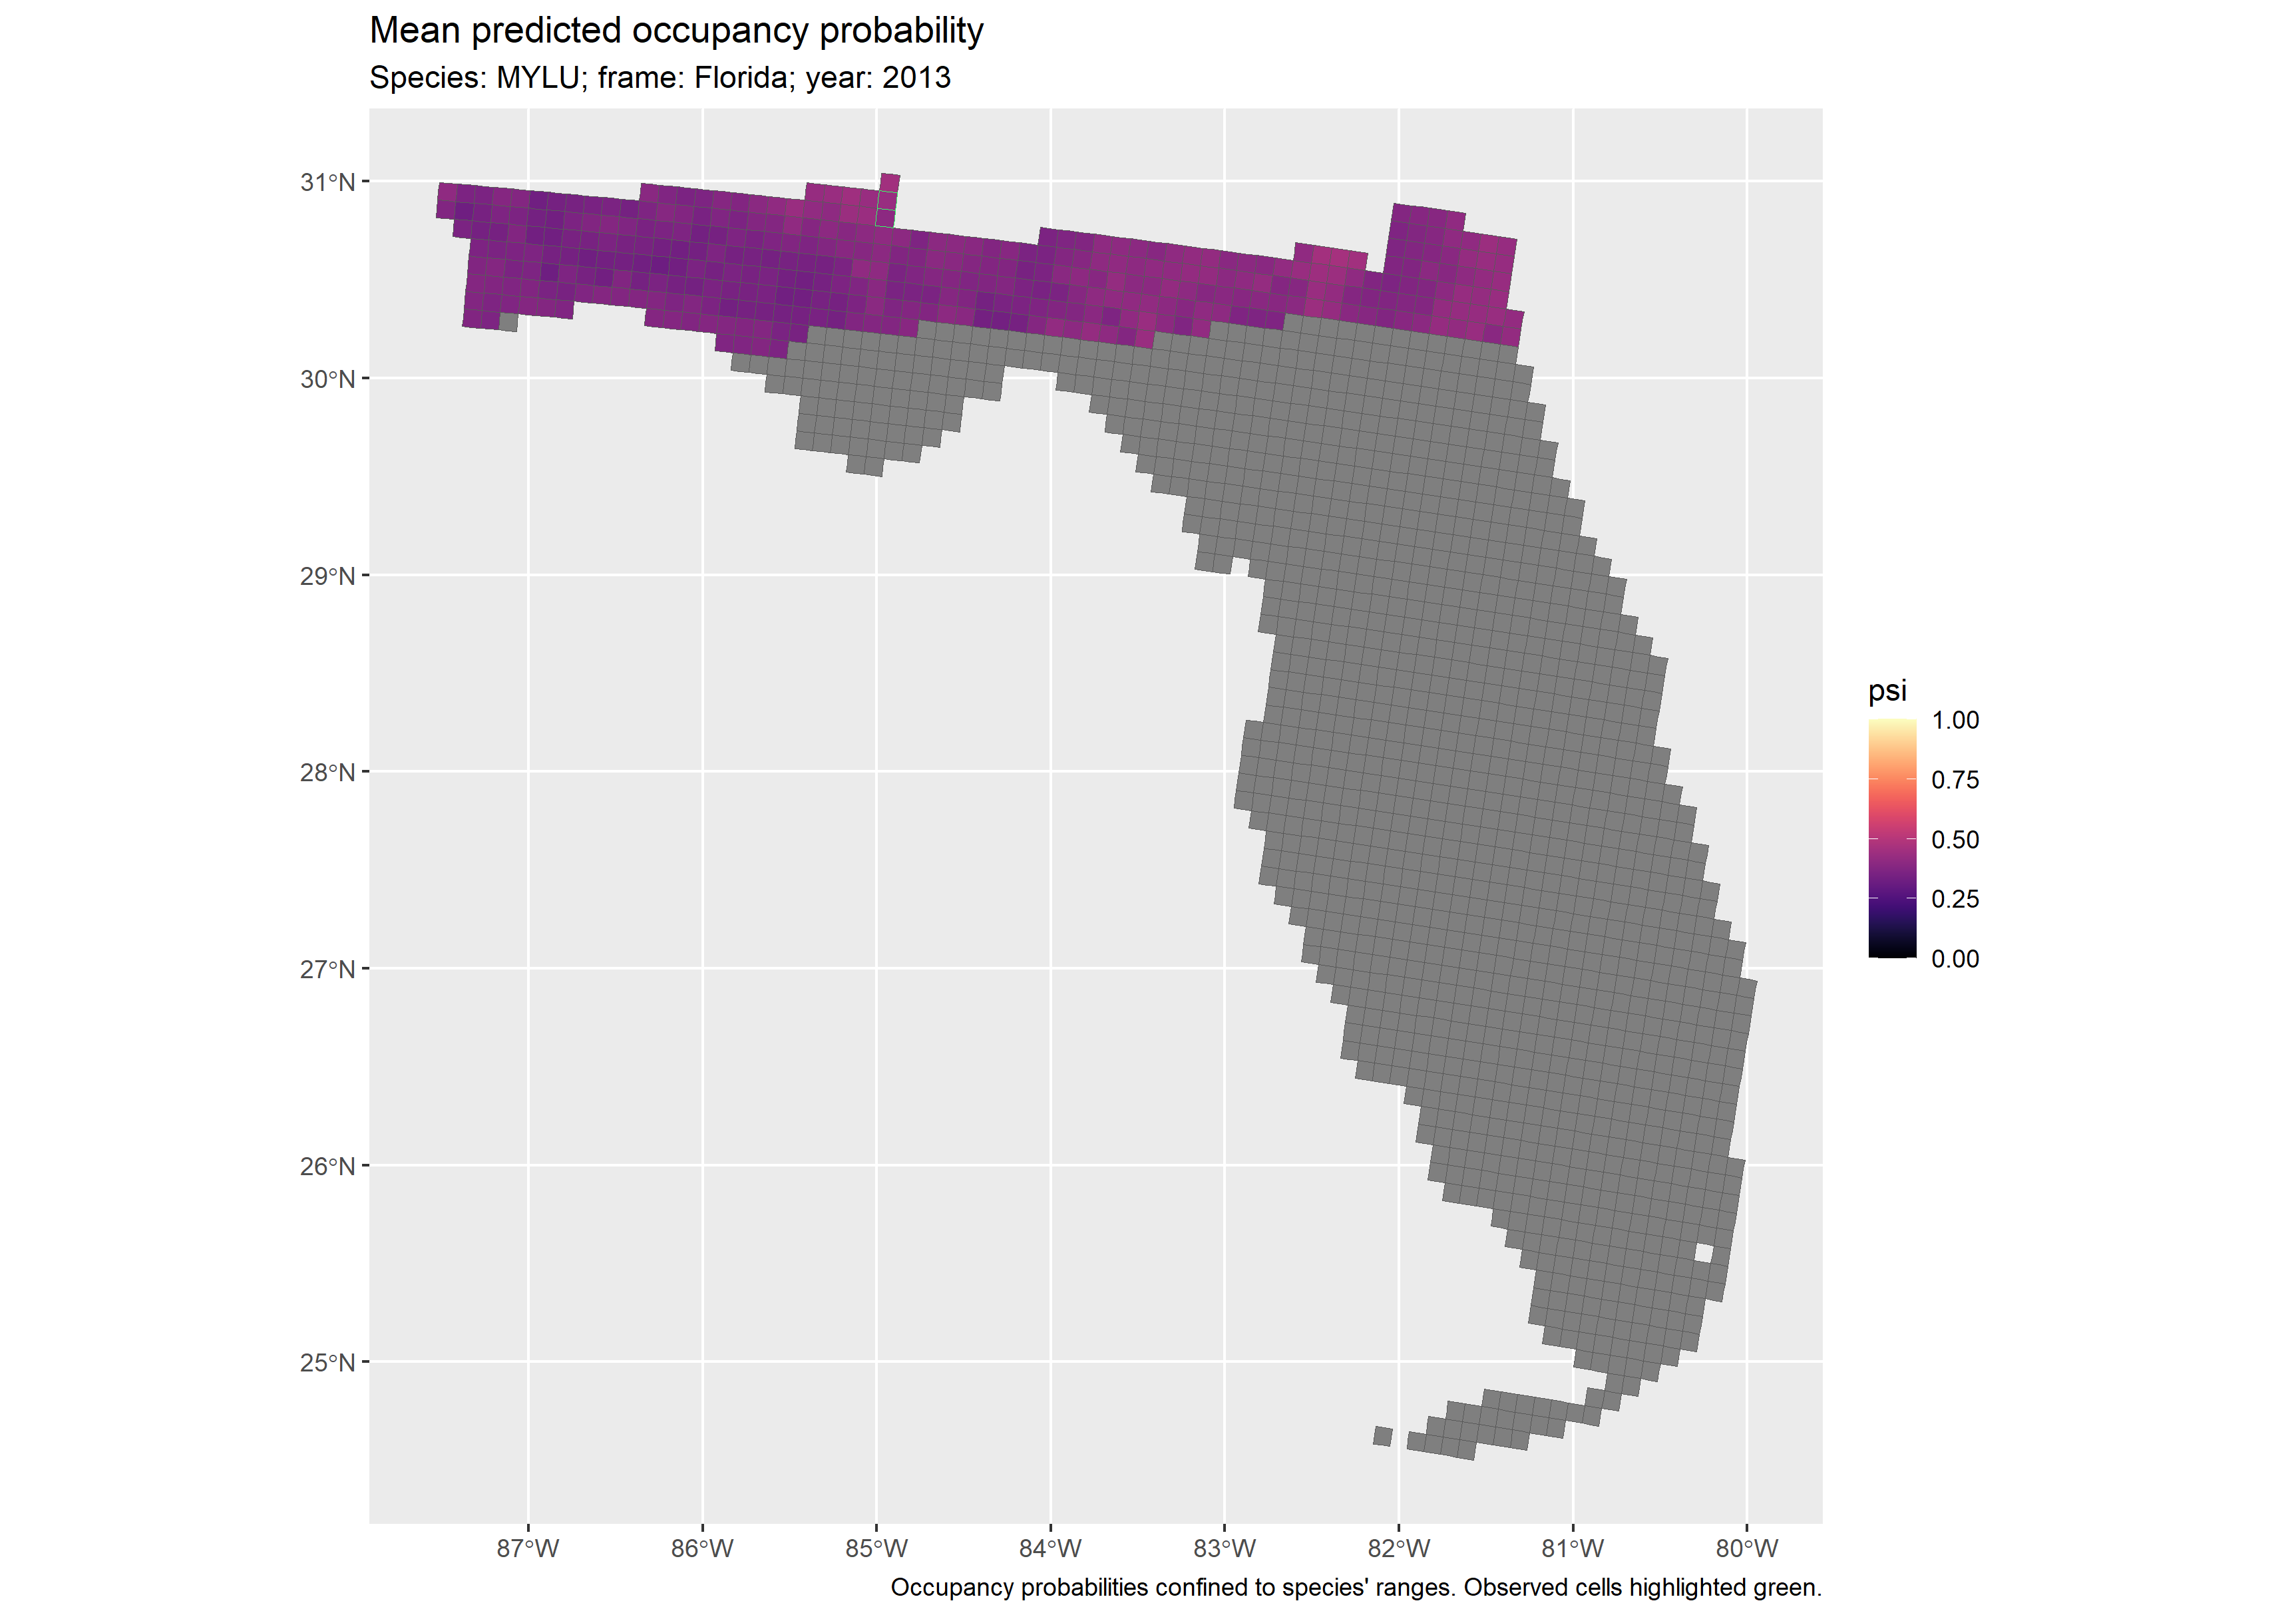 Mean predicted occupancy probability
Species: MYLU; frame: Florida; year: 2013
31°N
30°N
29°N
28°N
27°N
26°N
25°N
87°W
86°W
85°W
84°W
83°W
82°W
81°W
80°W
psi
1.00
0.75
0.50
0.25
0.00
Occupancy probabilities confined to species' ranges. Observed cells highlighted green.